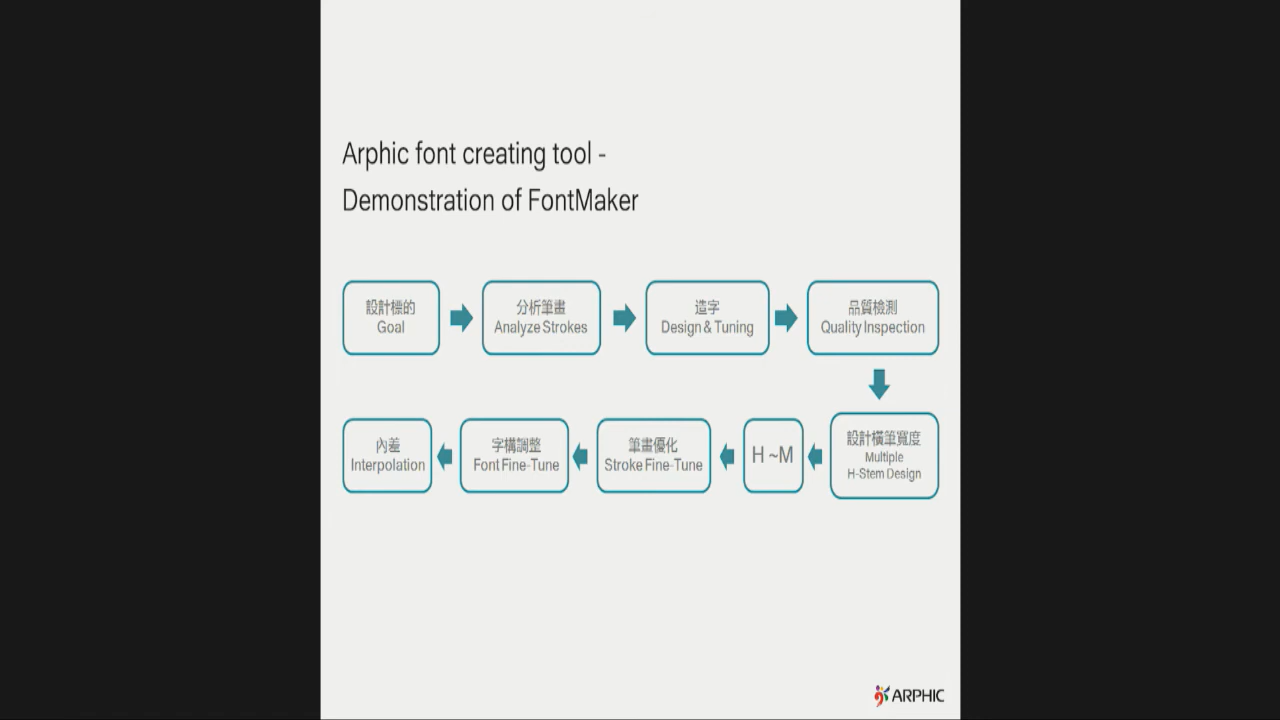 Arphic font creating tool -
Demonstration of FontMaker
設計標的
Goal
分析筆畫
Analyze Strokes
造字
Design & Tuning
品質檢測
Quality Inspection
設計橫筆寬度
Multiple
H-Stem Design
H ~M
筆畫優化
Stroke Fine-Tune
字構調整
Font Fine-Tune
內差
Interpolation
ARPHIC